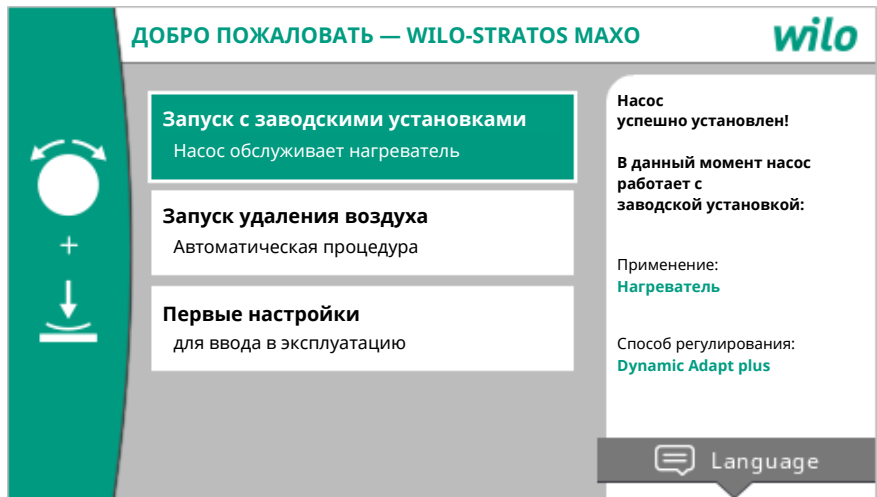 ДОБРО ПОЖАЛОВАТЬ — WILO-STRATOS MAXO
wilo
Запуск с заводскими установками
Насос обслуживает нагреватель
Запуск удаления воздуха
Автоматическая процедура
Первые настройки
для ввода в эксплуатацию
+
Насос
успешно установлен!
В данный момент насос
работает с
заводской установкой:
Применение:
Нагреватель
Способ регулирования:
Dynamic Adapt plus
Language